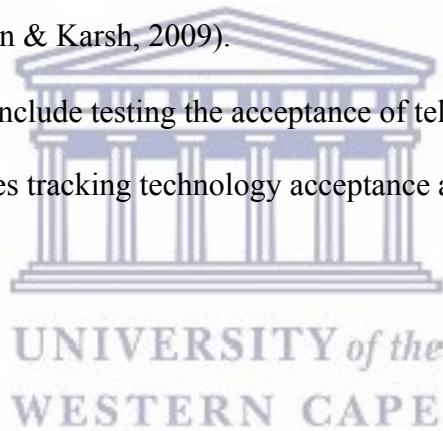 n & Karsh, 2009).
nclude testing the acceptance of tel
es tracking technology acceptance a
UNIVERSITY of the
WESTERN CAPE